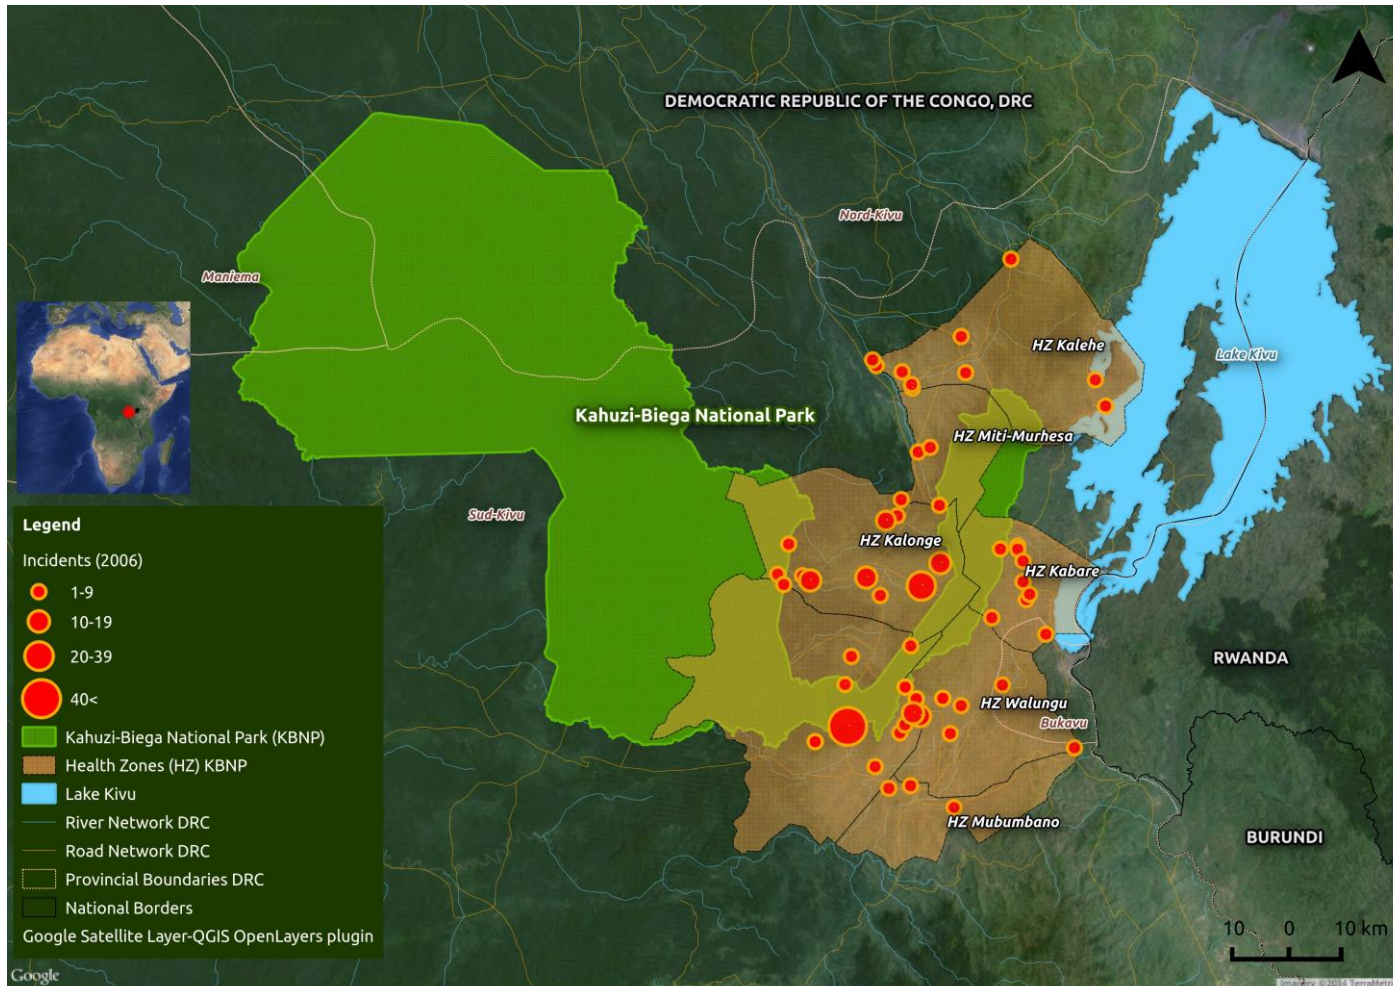 DEMOCRATIC REPUBLIC OF THE CONGO, DRC
Nord-Kivu
Maniema
HZ Kalehe
Lake Kivu
Kahuzi-Biega National Park
HZ Miti-Murhesa
Sud-Kivu
HZ Kalonge
HZ Kabare
RWANDA
HZ Walungu
Bukavu
HZ Mubumbano
BURUNDI
Legend
Incidents (2006)
1-9
10-19
20-39
40<
Kahuzi-Biega National Park (KBNP)
Health Zones (HZ) KBNP
Lake Kivu
River Network DRC
Road Network DRC
Provincial Boundaries DRC
National Borders
Google Satellite Layer-QGIS OpenLayers plugin
10 0 10 km
Google
Imagery ©2014 TerraMetri